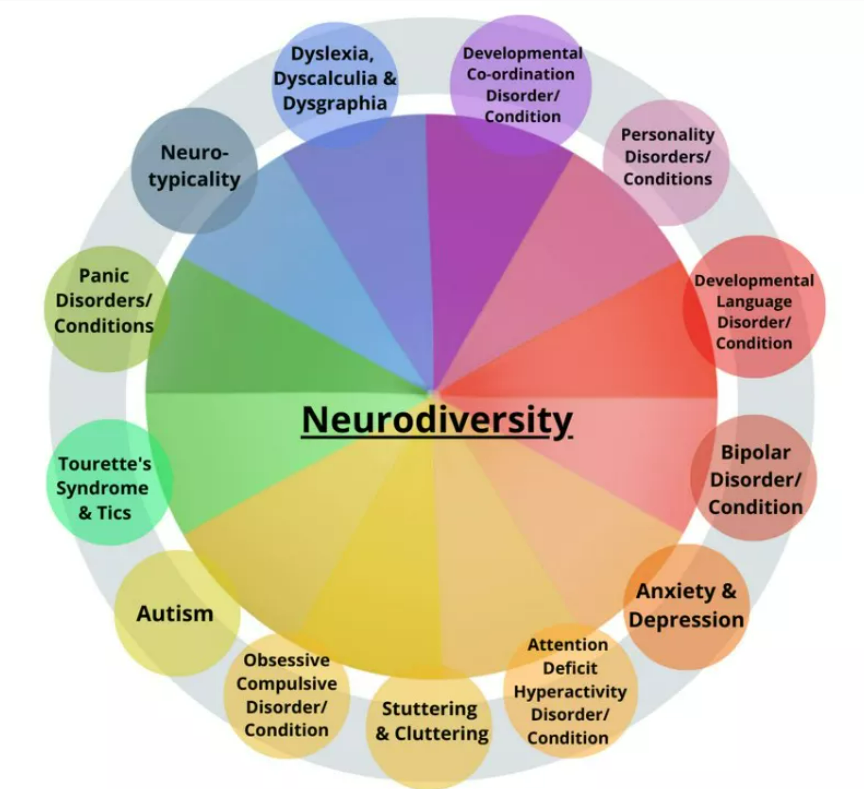 Dyslexia,
Dyscalculia &
Dysgraphia
Developmental
Co-ordination
Disorder/
Condition
Personality
Disorders/
Conditions
Developmental
Language
Disorder/
Condition
Bipolar
Disorder/
Condition
Anxiety &
Depression
Attention
Deficit
Hyperactivity
Disorder/
Condition
Stuttering
& Cluttering
Obsessive
Compulsive
Disorder/
Condition
Autism
Tourette's
Syndrome
& Tics
Panic
Disorders/
Conditions
Neuro-
typicality
Neurodiversity